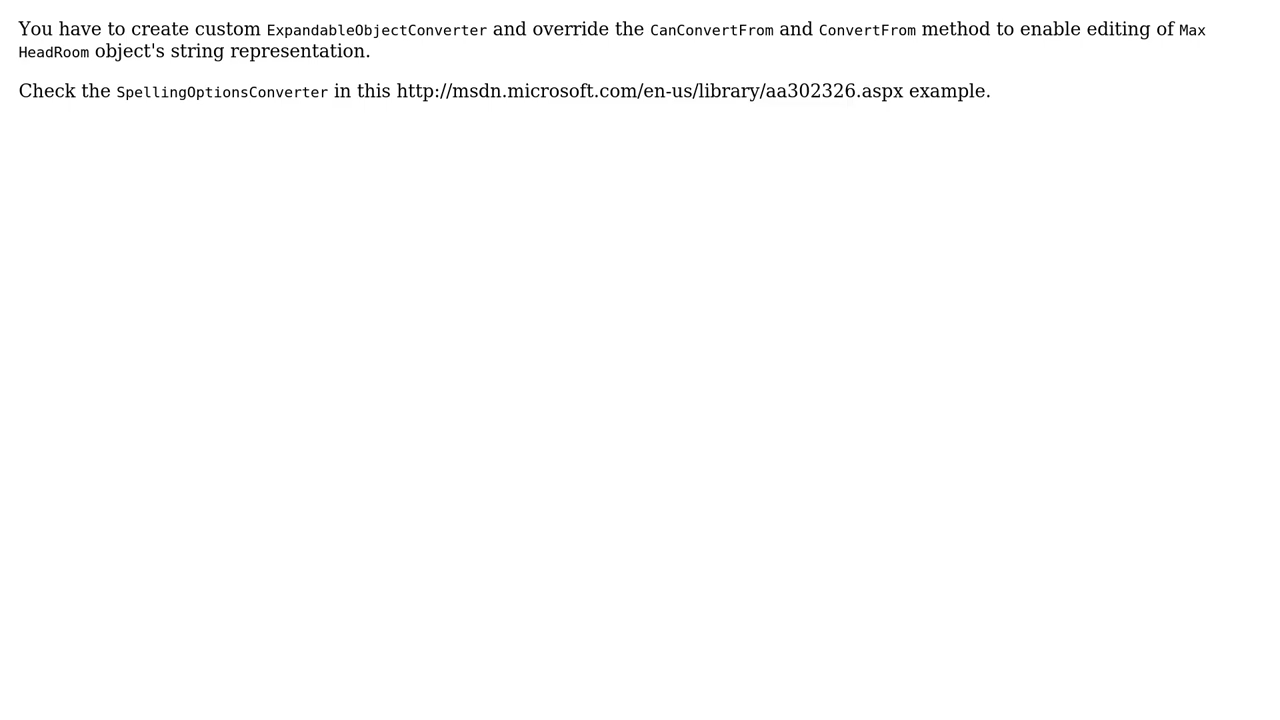 You have to create custom ExpandableObjectConverter and override the CanConvertFrom and ConvertFrom method to enable editing of Max
HeadRoom object's string representation.
Check the SpellingOptionsConverter in this http://msdn.microsoft.com/en-us/library/aa302326.aspx example.